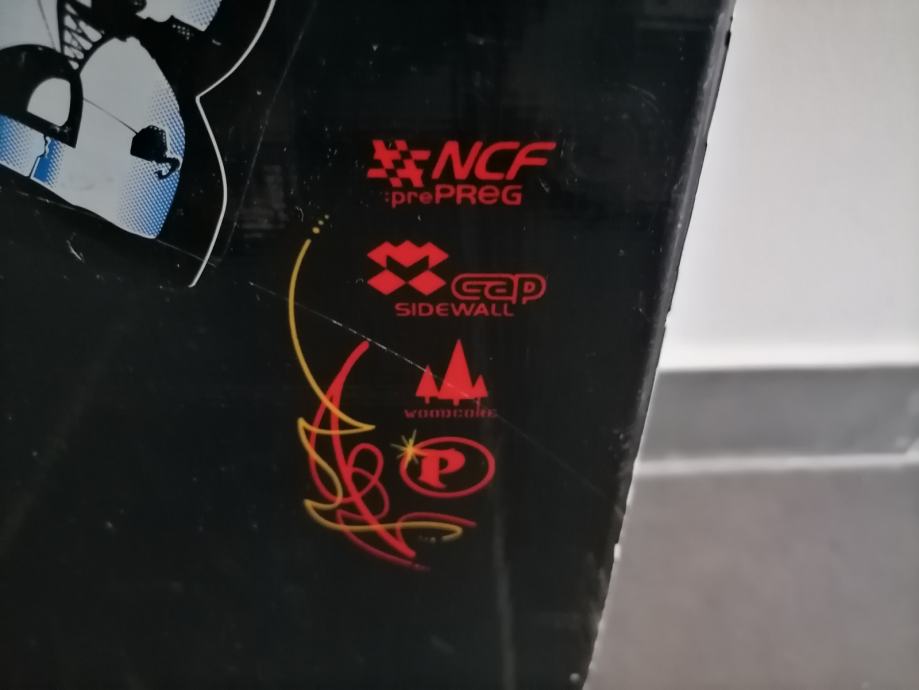 NCF
:prePREG
cap
SIDEWALL
WOODCORE
P